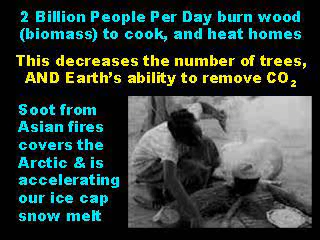 2 Billion People Per Day burn wood
(biomass) to cook, and heat homes
This decreases the number of trees,
AND Earth's ability to remove CO2
Soot from
Asian fires
covers the
Arctic & is
accelerating
our ice cap
snow melt